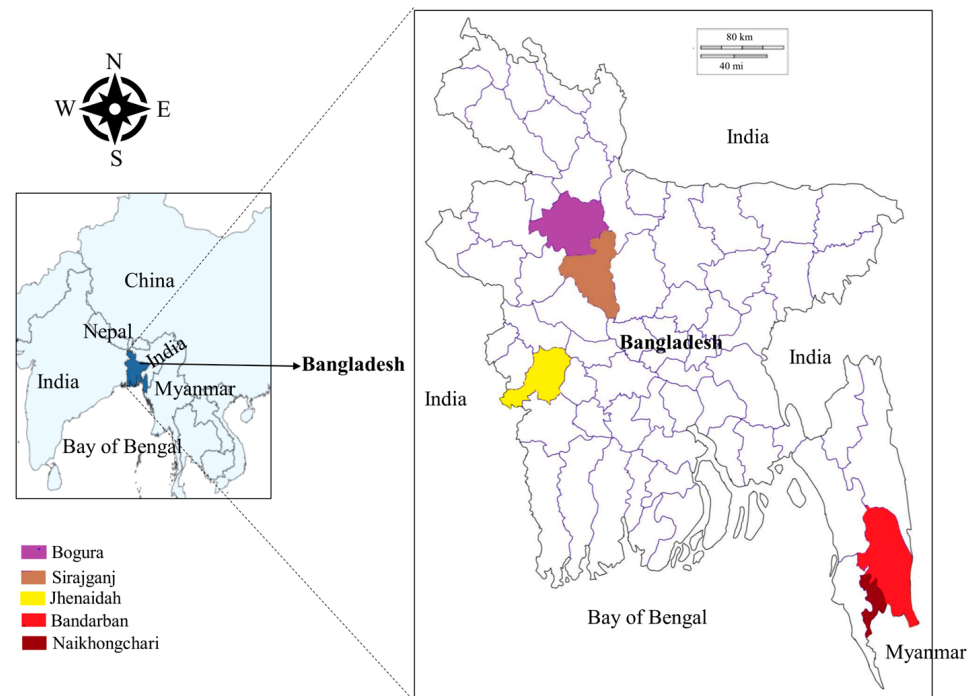 N
W
E
S
China
Nepal
India
India
Myanmar
Bay of Bengal
Bangladesh
Bogura
Sirajganj
Jhenaidah
Bandarban
Naikhongchari
80 km
40 mi
India
Bangladesh
India
India
Bay of Bengal
Myanmar